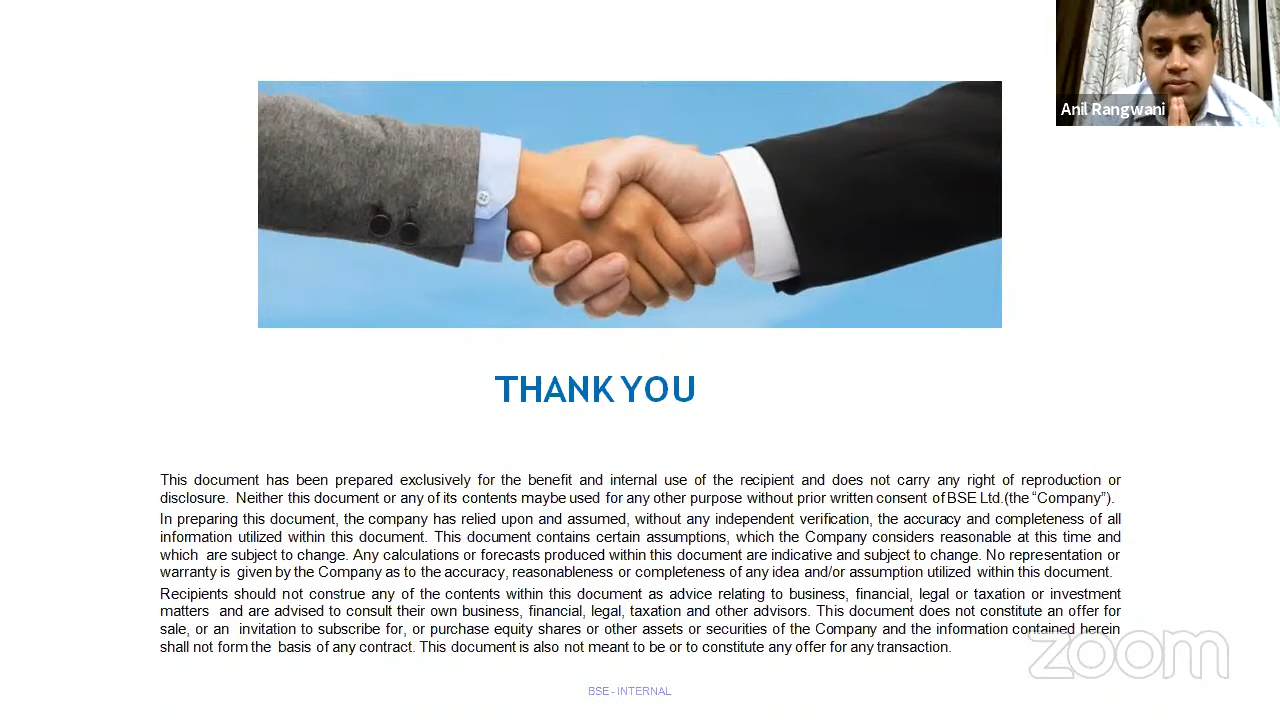 Anil Rangwani
THANK YOU
This document has been prepared exclusively for the benefit and internal use of the recipient and does not carry any right of reproduction or
disclosure. Neither this document or any of its contents maybe used for any other purpose without prior written consent of BSE Ltd.(the “Company”).
In preparing this document, the company has relied upon and assumed, without any independent verification, the accuracy and completeness of all
information utilized within this document. This document contains certain assumptions, which the Company considers reasonable at this time and
which are subject to change. Any calculations or forecasts produced within this document are indicative and subject to change. No representation or
warranty is given by the Company as to the accuracy, reasonableness or completeness of any idea and/or assumption utilized within this document.
Recipients should not construe any of the contents within this document as advice relating to business, financial, legal or taxation or investment
matters and are advised to consult their own business, financial, legal, taxation and other advisors. This document does not constitute an offer for
sale, or an invitation to subscribe for, or purchase equity shares or other assets or securities of the Company and the information contained herein
shall not form the basis of any contract. This document is also not meant to be or to constitute any offer for any transaction.
zoom
BSE - INTERNAL